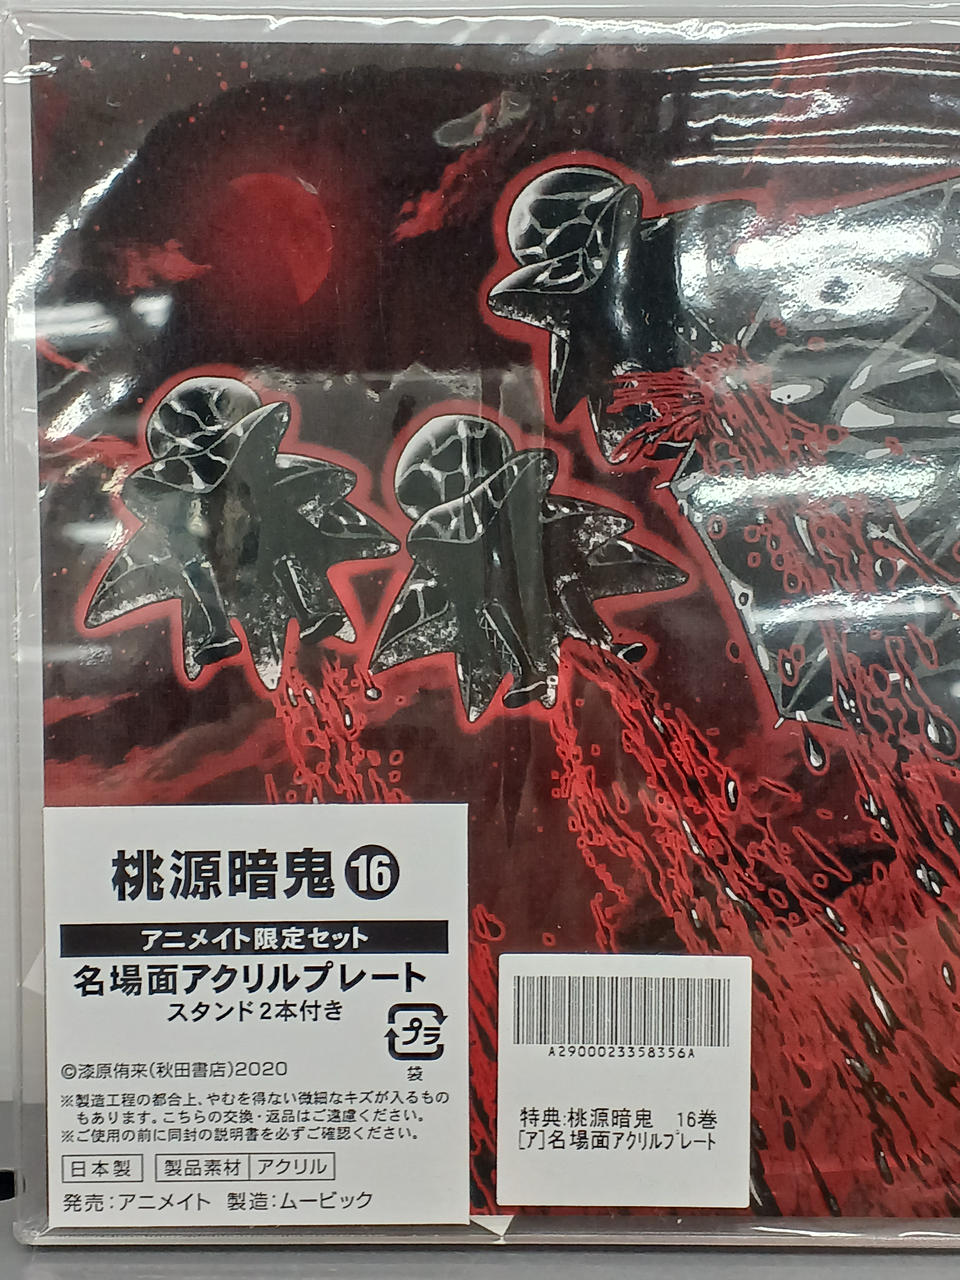 桃源暗鬼 16
アニメイト限定セット
名場面アクリルプレート
スタンド2本付き
プラ
袋
©漆原侑来(秋田書店)2020
※製造工程の都合上、やむを得ない微細なキズが入るもの
もあります。こちらの交換・返品はご遠慮ください。
※ご使用の前に同封の説明書を必ずご確認ください。
日本製 製品素材 アクリル
発売：アニメイト 製造：ムービック
A2900023358356A
特典:桃源暗鬼 16巻
[ア]名場面アクリルプレート